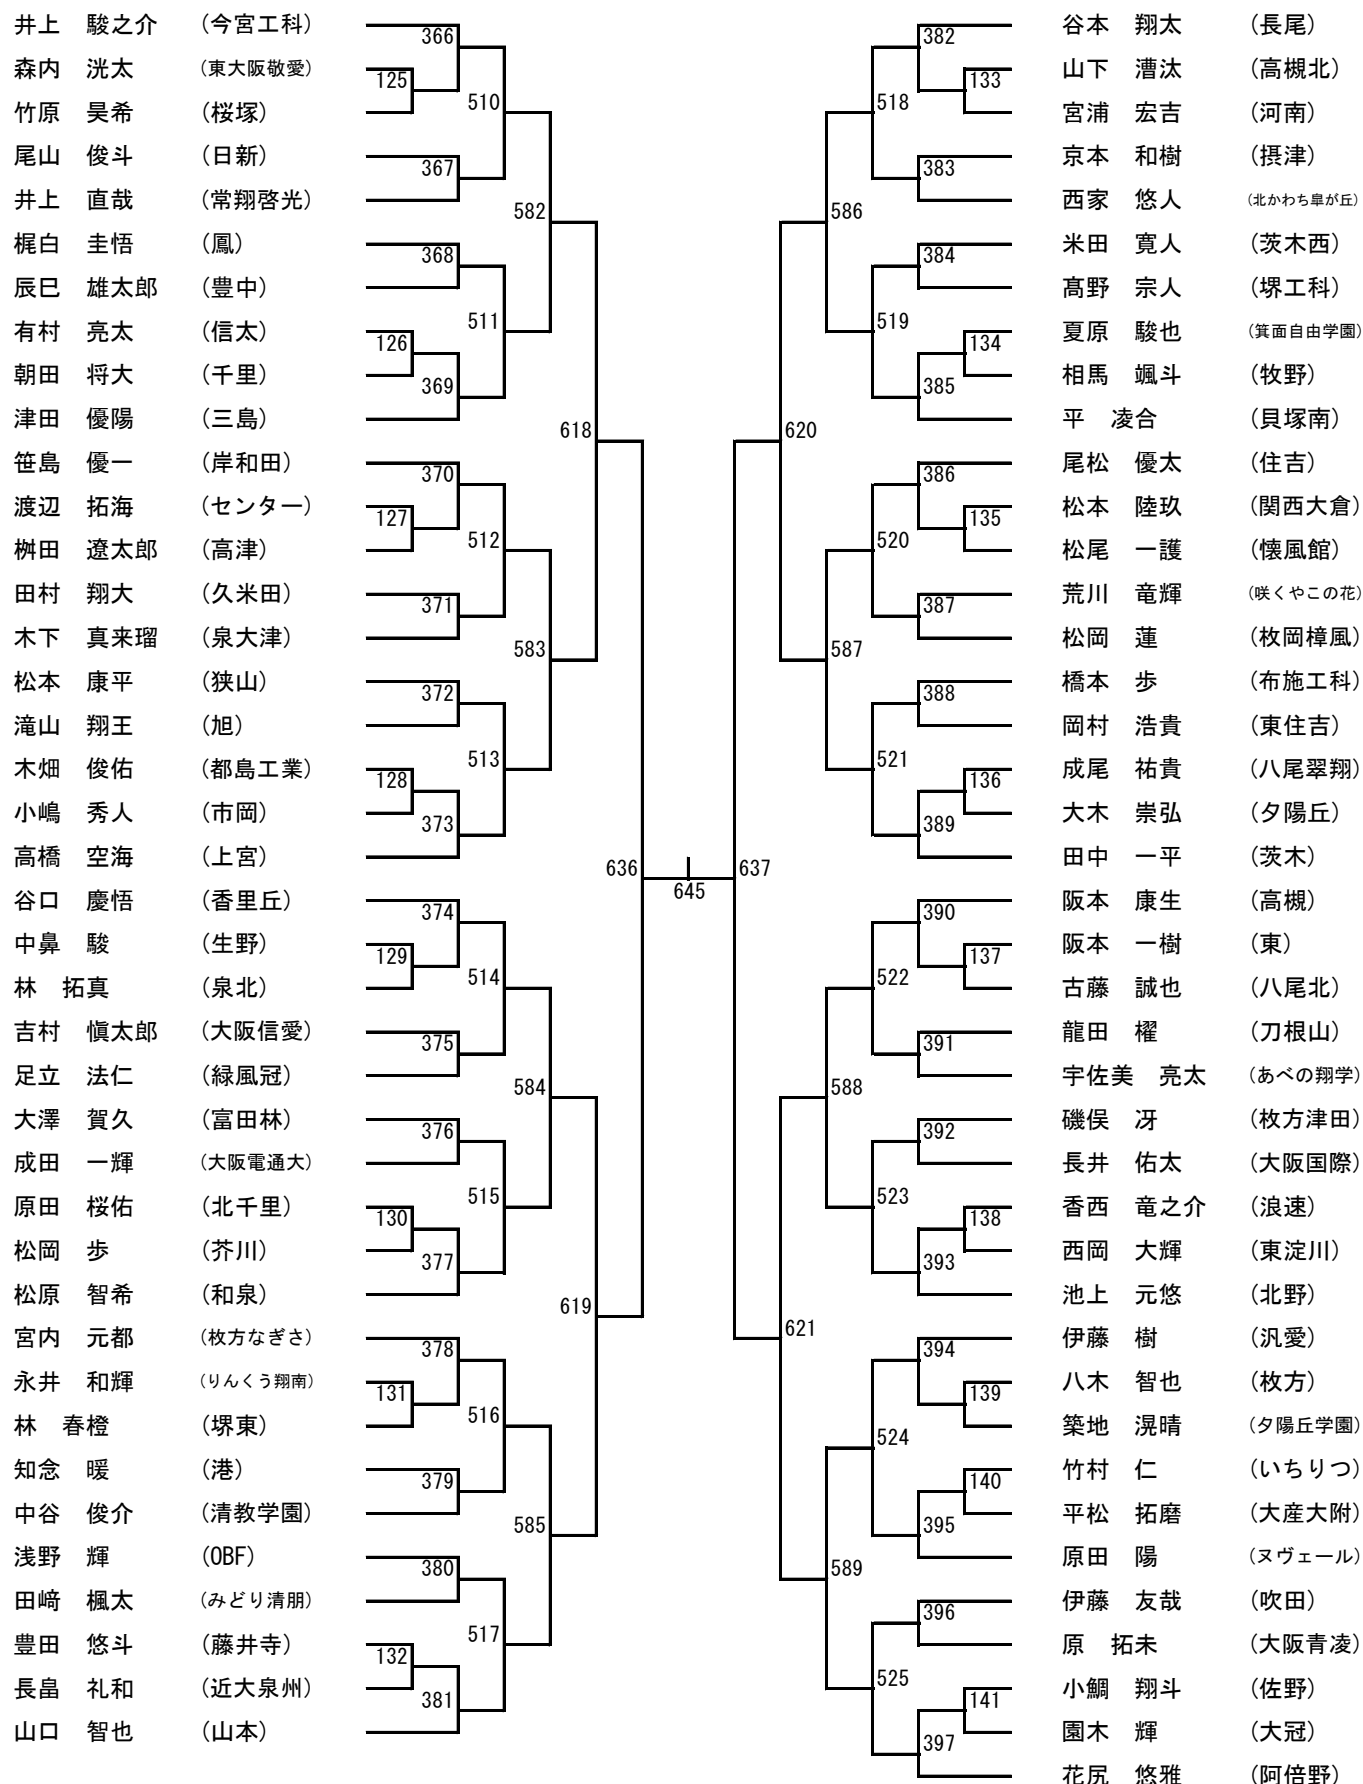 井上　駿之介　(今宮工科)
森内　洸太　(東大阪敬愛)
竹原　昊希　(桜塚)
尾山　俊斗　(日新)
井上　直哉　(常翔啓光)
梶白　圭悟　(鳳)
辰巳　雄太郎　(豊中)
有村　亮太　(信太)
朝田　将大　(千里)
津田　優陽　(三島)
笹島　優一　(岸和田)
渡辺　拓海　(センター)
桝田　遼太郎　(高津)
田村　翔大　(久米田)
木下　真来瑠　(泉大津)
松本　康平　(狭山)
滝山　翔王　(旭)
木畑　俊佑　(都島工業)
小嶋　秀人　(市岡)
高橋　空海　(上宮)
谷口　慶悟　(香里丘)
中鼻　駿　(生野)
林　拓真　(泉北)
吉村　愼太郎　(大阪信愛)
足立　法仁　(緑風冠)
大澤　賀久　(富田林)
成田　一輝　(大阪電通大)
原田　桜佑　(北千里)
松岡　歩　(芥川)
松原　智希　(和泉)
宮内　元都　(枚方なぎさ)
永井　和輝　(りんくう翔南)
林　春橙　(堺東)
知念　暖　(港)
中谷　俊介　(清教学園)
浅野　輝　(OBF)
田﨑　楓太　(みどり清朋)
豊田　悠斗　(藤井寺)
長畠　礼和　(近大泉州)
山口　智也　(山本)
125
126
127
128
129
130
131
132
366
367
368
369
370
371
372
373
374
375
376
377
378
379
380
381
510
511
512
513
514
515
516
517
582
583
584
585
618
619
636
645
637
620
621
586
587
588
589
518
519
520
521
522
523
524
525
382
383
384
385
386
387
388
389
390
391
392
393
394
395
396
397
133
134
135
136
137
138
139
140
141
谷本　翔太　(長尾)
山下　漕汰　(高槻北)
宮浦　宏吉　(河南)
京本　和樹　(摂津)
西家　悠人　(北かわち皐が丘)
米田　寛人　(茨木西)
髙野　宗人　(堺工科)
夏原　駿也　(箕面自由学園)
相馬　颯斗　(牧野)
平　凌合　(貝塚南)
尾松　優太　(住吉)
松本　陸玖　(関西大倉)
松尾　一護　(懐風館)
荒川　竜輝　(咲くやこの花)
松岡　蓮　(枚岡樟風)
橋本　歩　(布施工科)
岡村　浩貴　(東住吉)
成尾　祐貴　(八尾翠翔)
大木　崇弘　(夕陽丘)
田中　一平　(茨木)
阪本　康生　(高槻)
阪本　一樹　(東)
古藤　誠也　(八尾北)
龍田　櫂　(刀根山)
宇佐美　亮太　(あべの翔学)
磯俣　冴　(枚方津田)
長井　佑太　(大阪国際)
香西　竜之介　(浪速)
西岡　大輝　(東淀川)
池上　元悠　(北野)
伊藤　樹　(汎愛)
八木　智也　(枚方)
築地　滉晴　(夕陽丘学園)
竹村　仁　(いちりつ)
平松　拓磨　(大産大附)
原田　陽　(ヌヴェール)
伊藤　友哉　(吹田)
原　拓未　(大阪青凌)
小鯛　翔斗　(佐野)
園木　輝　(大冠)
花尻　悠雅　(阿倍野)